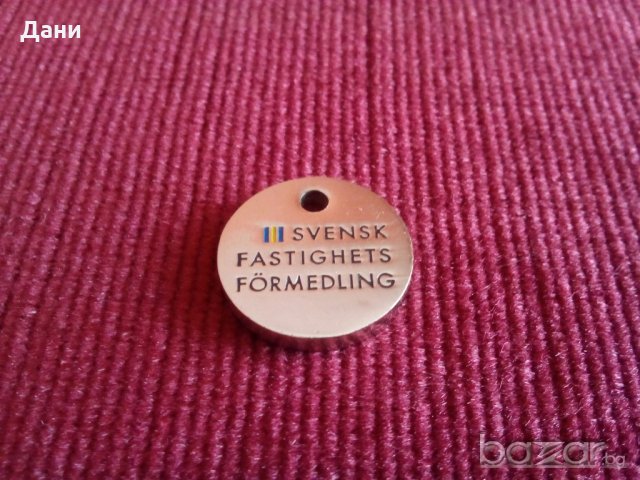 Дани
SVENSK
FASTIGHETS
FÖRMEDLING
bazar.bg